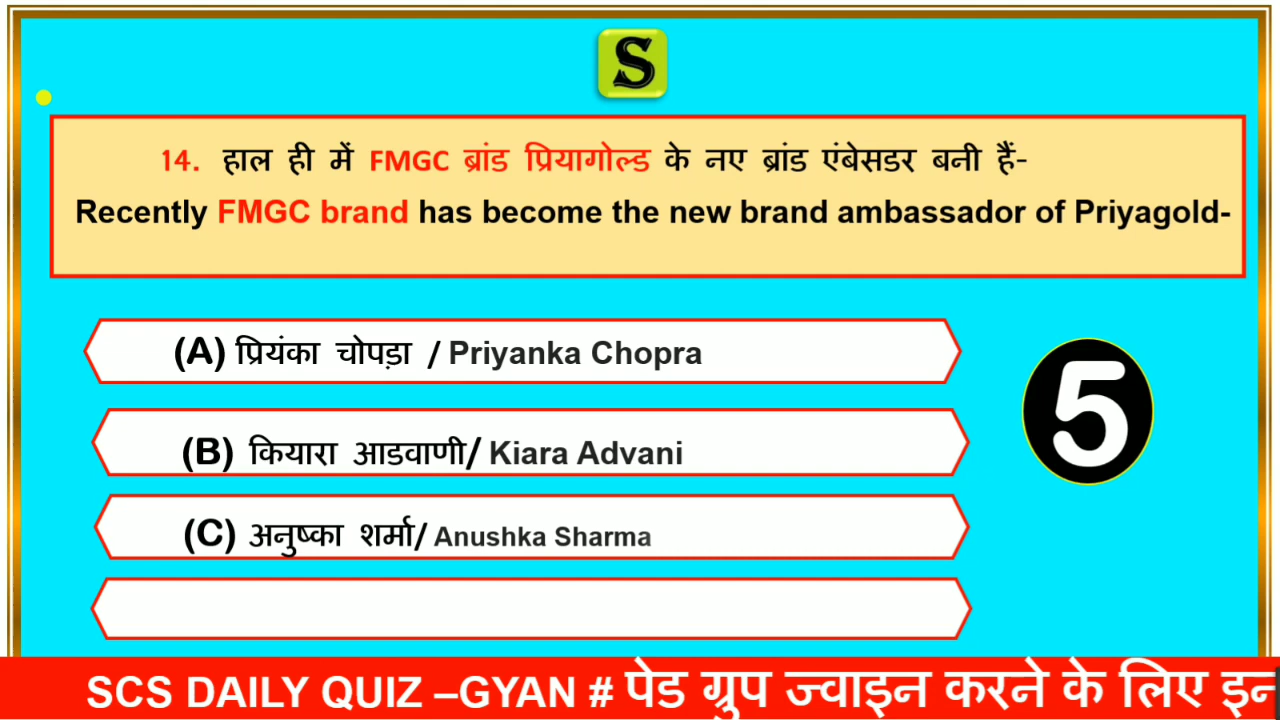 S
14. हाल ही में FMGC ब्रांड प्रियागोल्ड के नए ब्रांड एंबेसडर बनी हैं-
Recently FMGC brand has become the new brand ambassador of Priyagold-
(A) प्रियंका चोपड़ा / Priyanka Chopra
(B) कियारा आडवाणी/ Kiara Advani
(C) अनुष्का शर्मा/ Anushka Sharma
5
SCS DAILY QUIZ –GYAN # पेड ग्रुप ज्वाइन करने के लिए इन